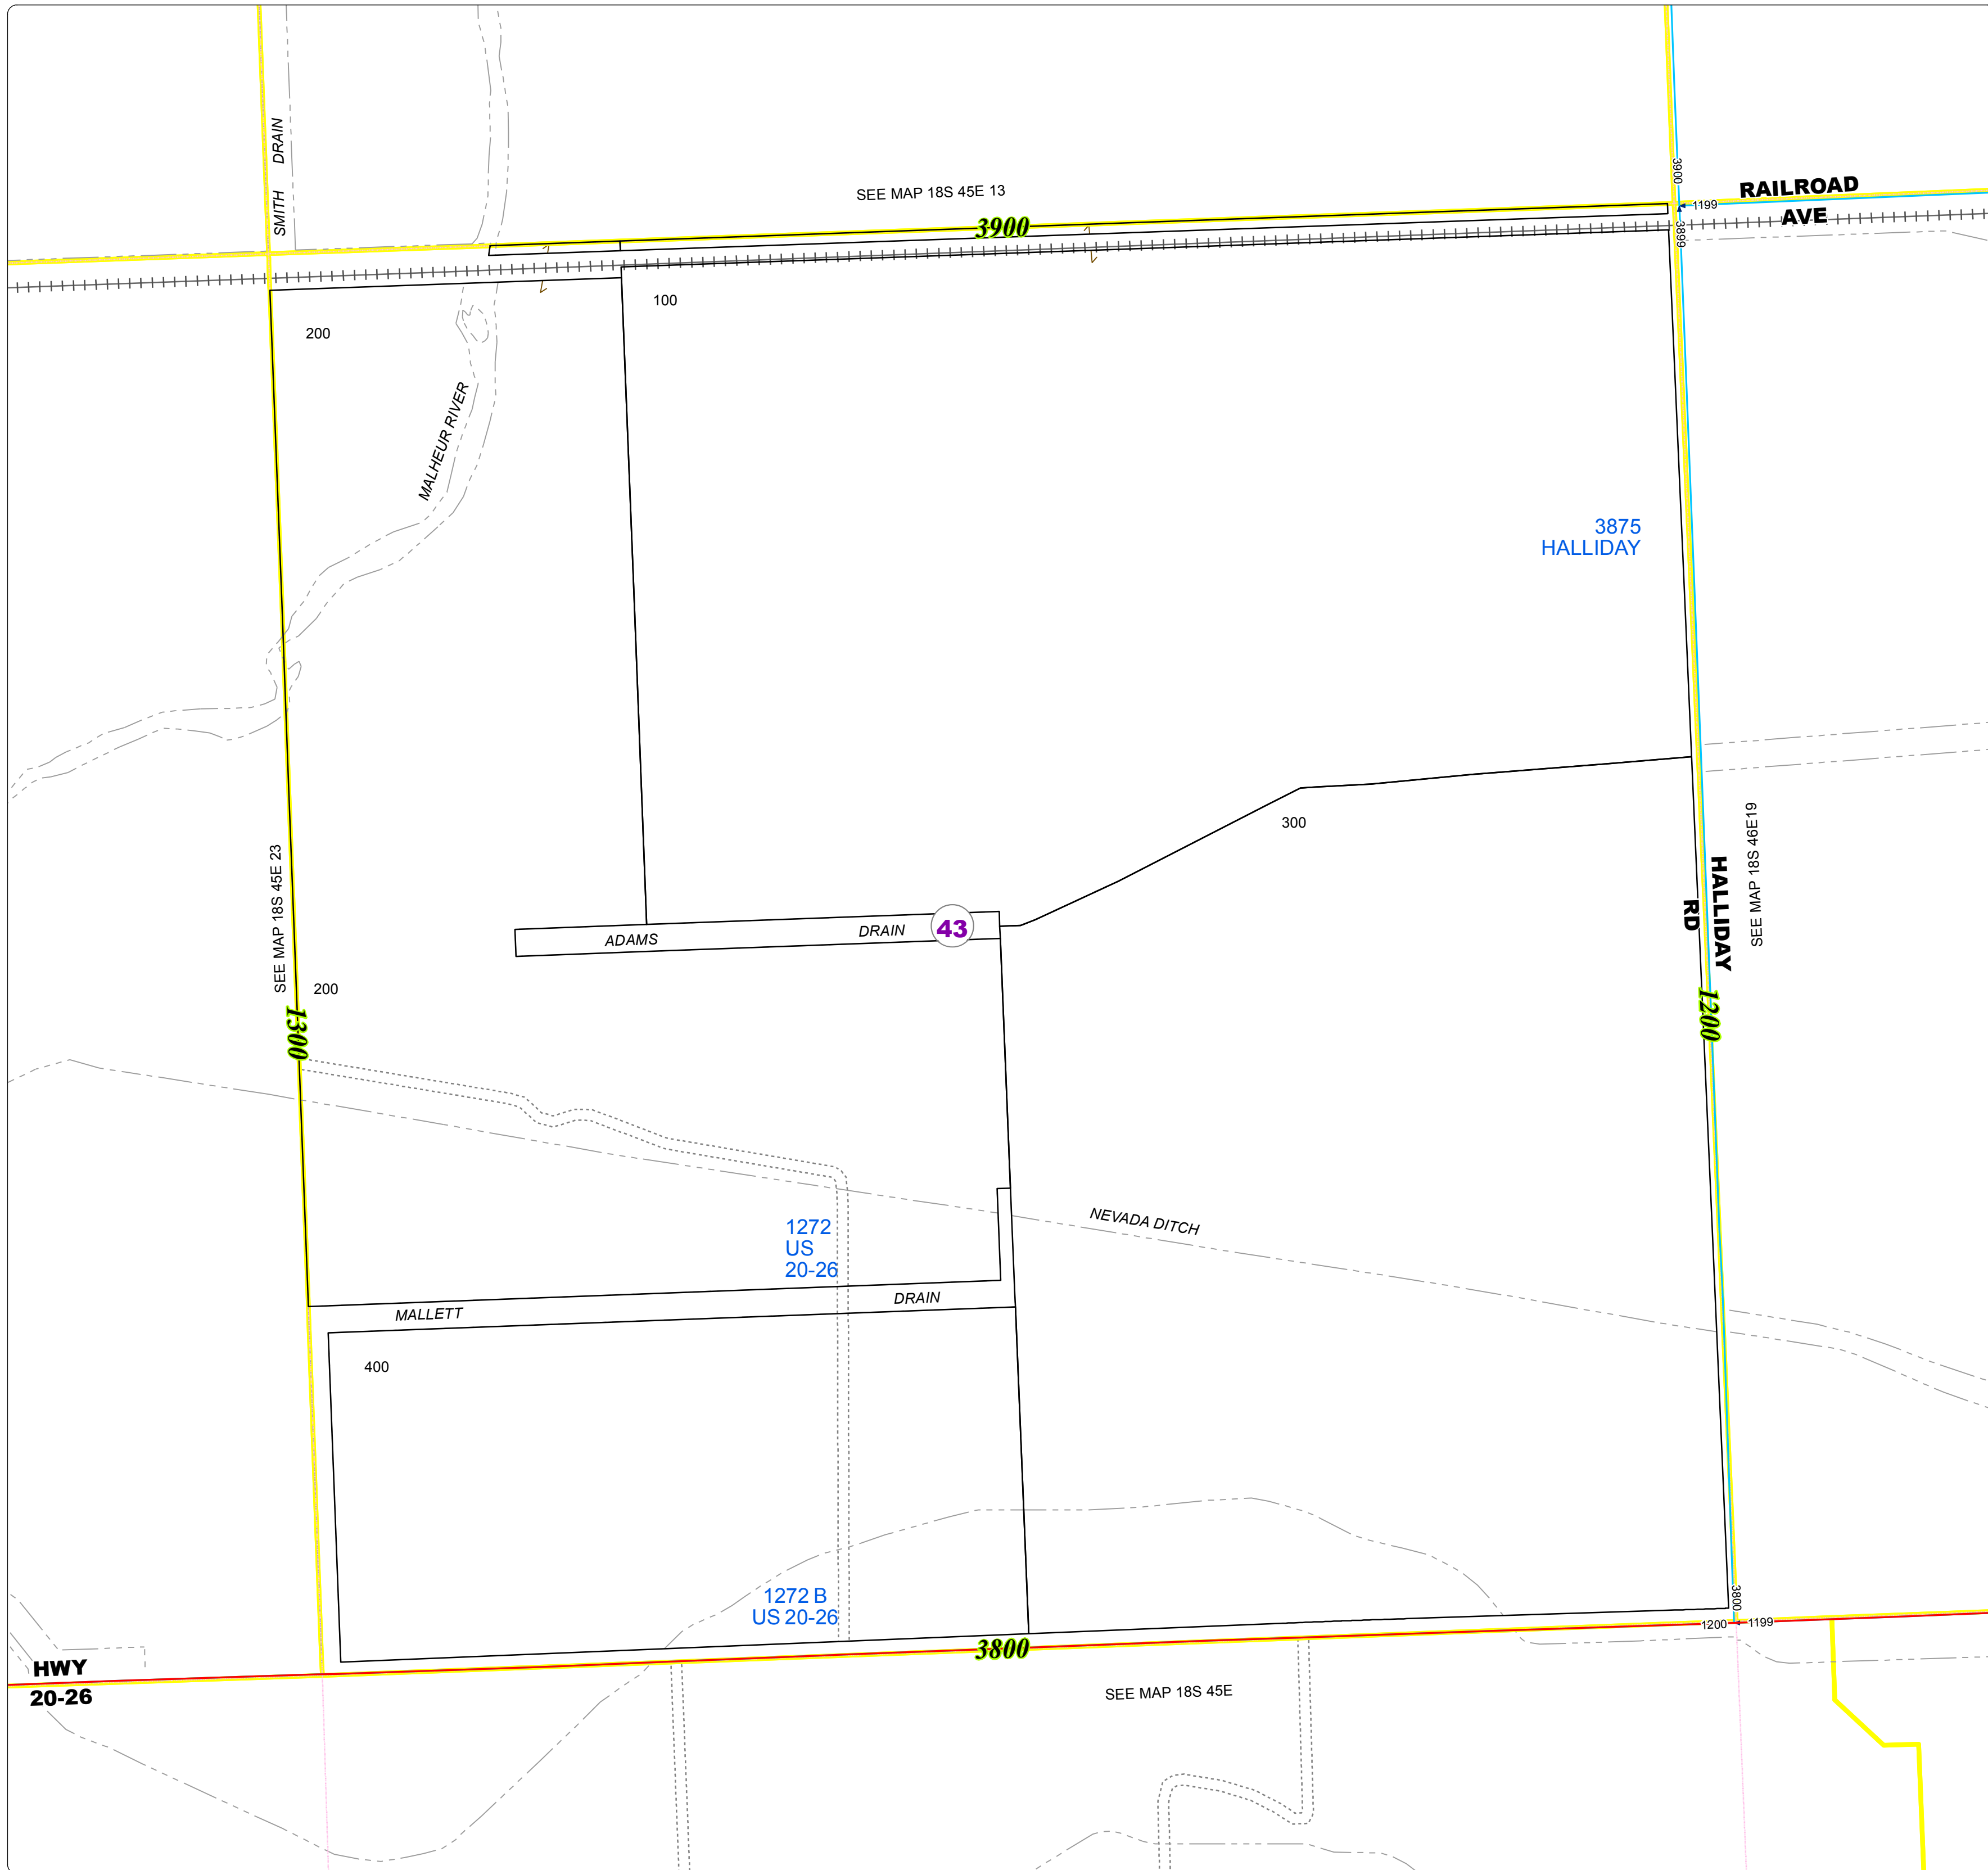 SMITH DRAIN
SEE MAP 18S 45E 13
3900
3900
1199
3899
RAILROAD
AVE
200
100
MALHEUR RIVER
3875
HALLIDAY
300
SEE MAP 18S 45E 23
200
1300
ADAMS DRAIN
43
HALLIDAY
RD
SEE MAP 18S 46E19
1200
NEVADA DITCH
1272
US
20-26
MALLETT DRAIN
400
1272 B
US 20-26
3800
3800
1200
1199
HWY
20-26
SEE MAP 18S 45E